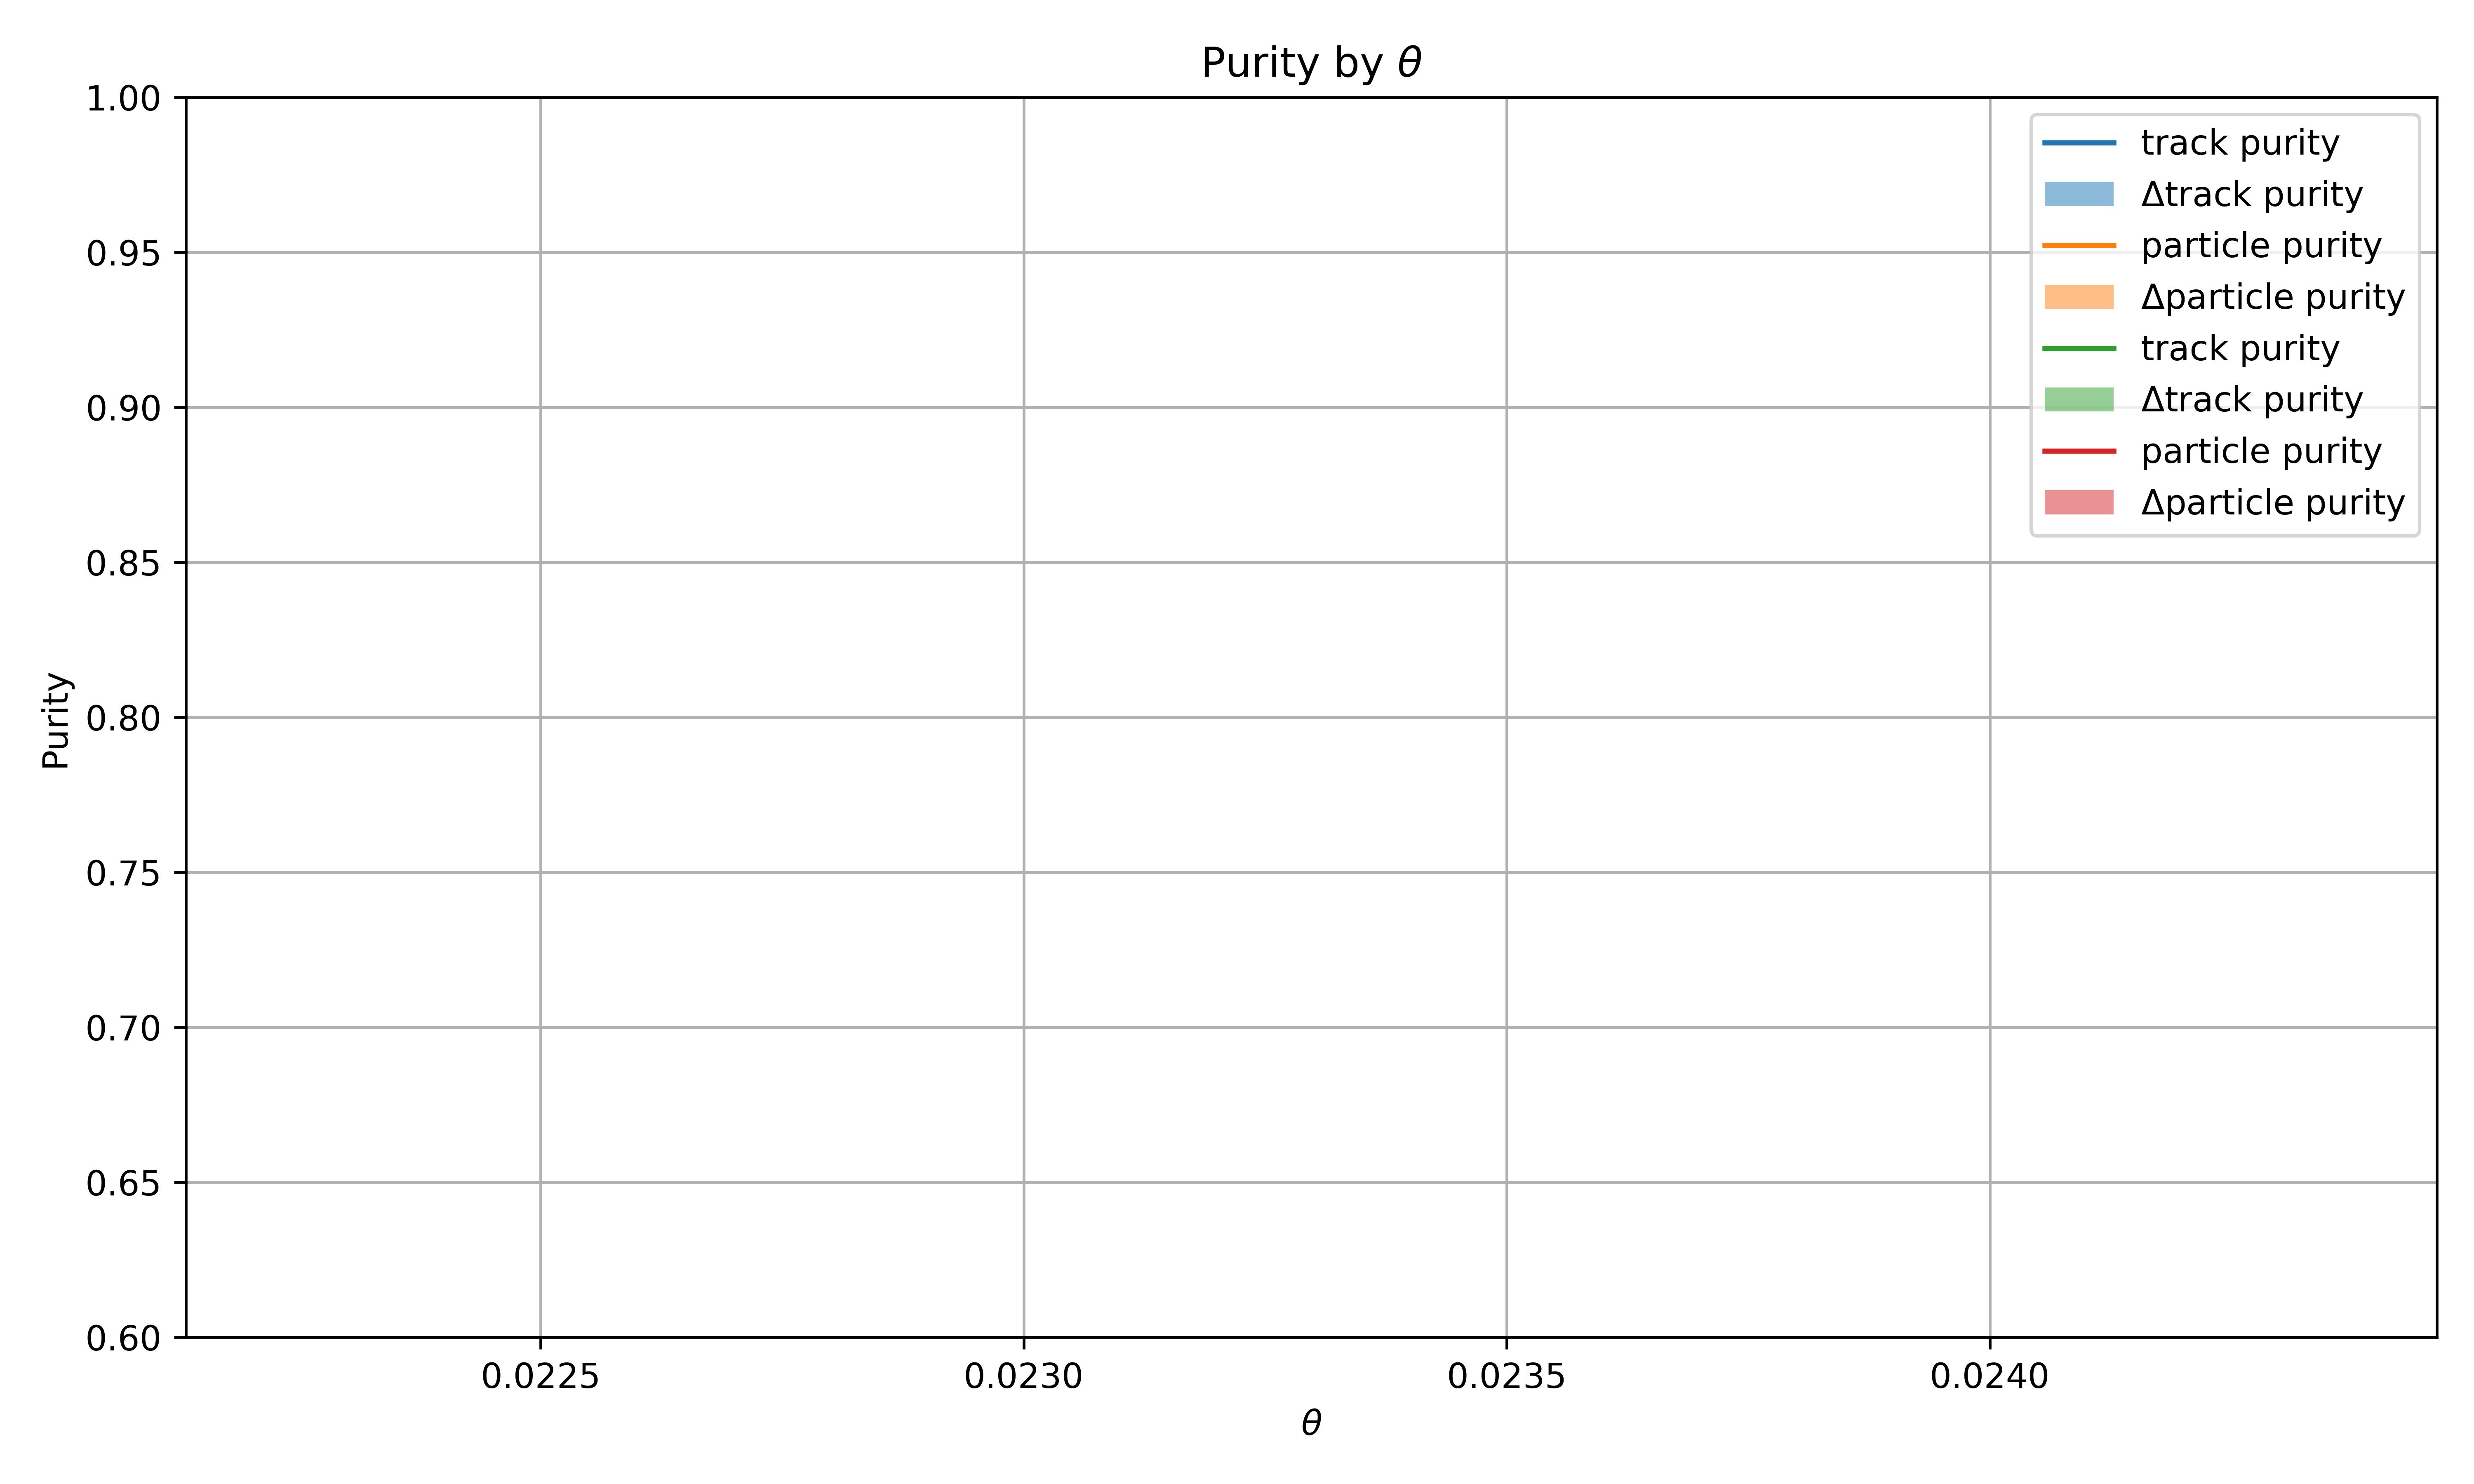 Purity by θ
1.00
0.95
0.90
0.85
0.80
0.75
0.70
0.65
0.60
Purity
track purity
Δtrack purity
particle purity
Δparticle purity
track purity
Δtrack purity
particle purity
Δparticle purity
0.0225 0.0230 0.0235 0.0240
θ